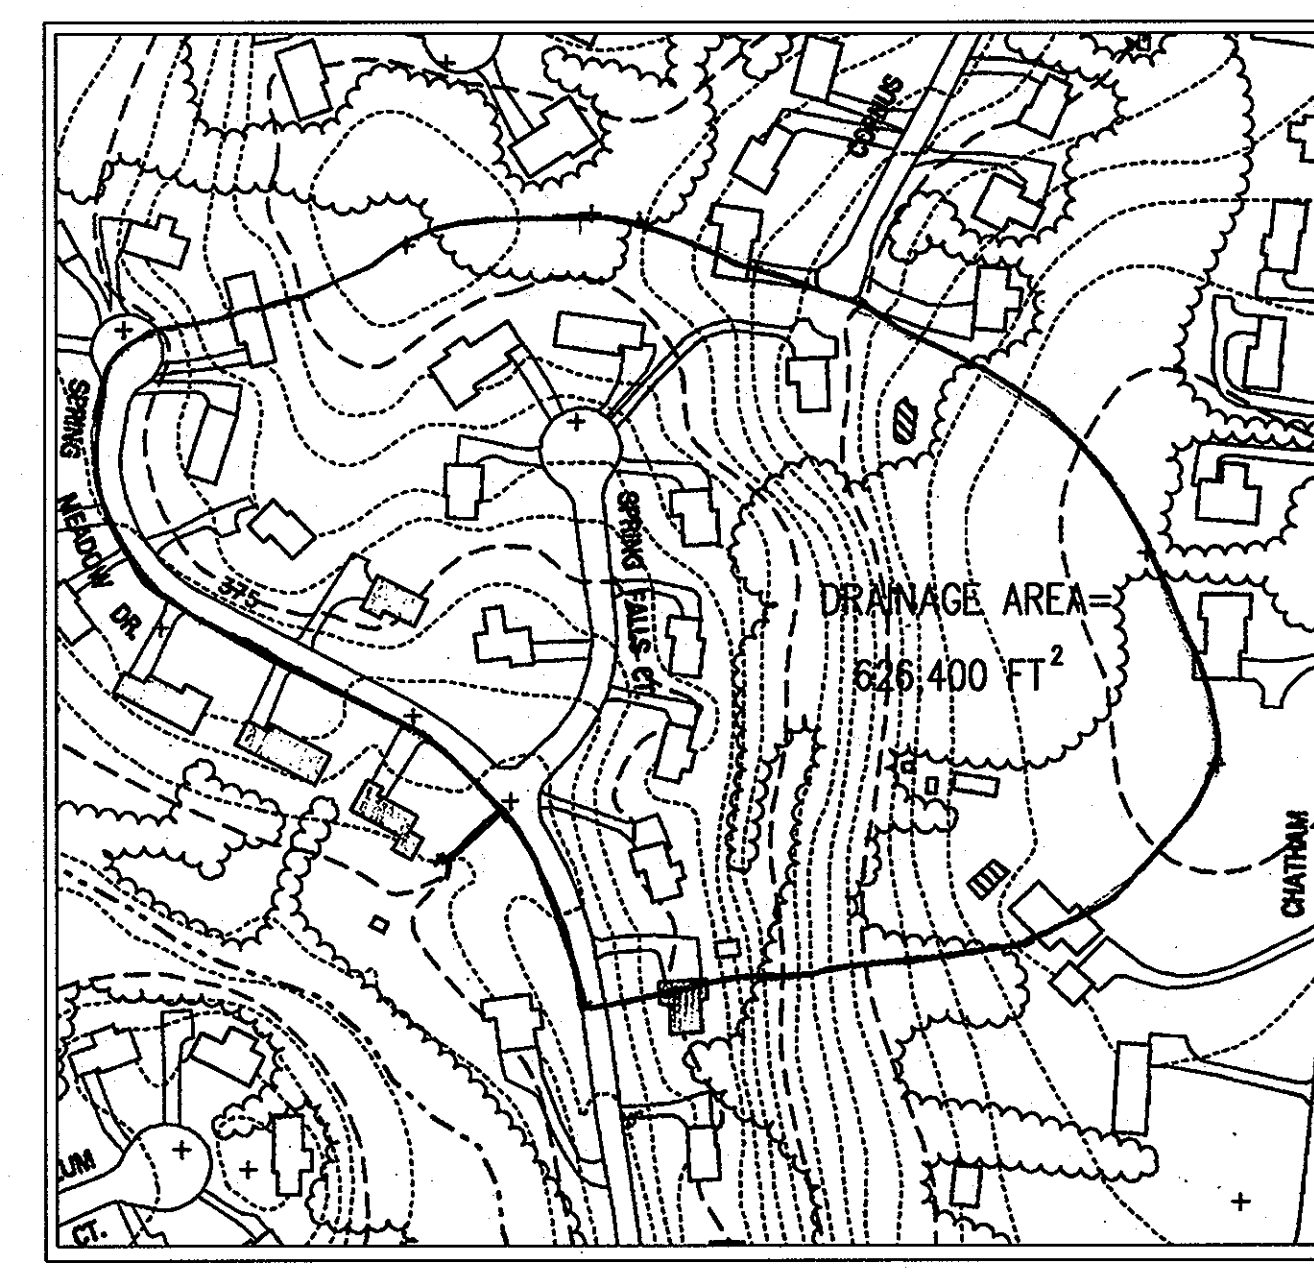 CORNUS
SPRING
MEADOW
DR.
375
SPRING FALLS CT.
DRAINAGE AREA=
626,400 FT²
CHATHAM
CT.